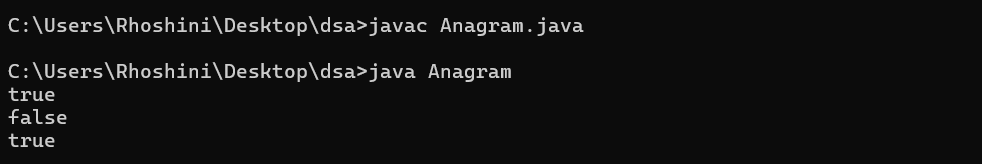 C:\Users\Rhoshini\Desktop\dsa>javac Anagram.java
C:\Users\Rhoshini\Desktop\dsa>java Anagram
true
false
true